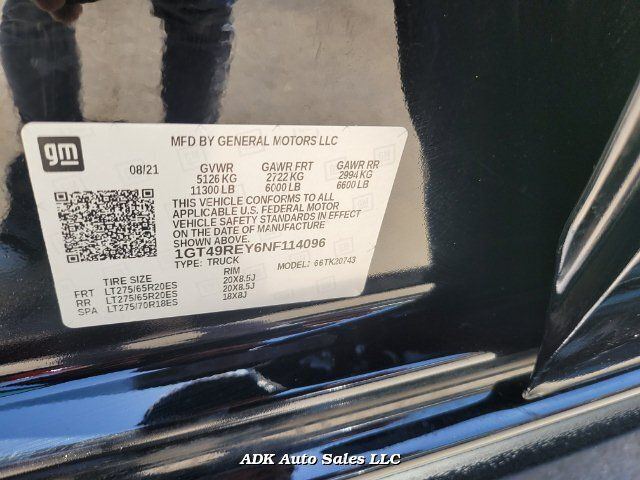 gm
MFD BY GENERAL MOTORS LLC
08/21 GVWR GAWR FRT GAWR RR
5126 KG 2722 KG 2994 KG
11300 LB 6000 LB 6600 LB
THIS VEHICLE CONFORMS TO ALL
APPLICABLE U.S. FEDERAL MOTOR
VEHICLE SAFETY STANDARDS IN EFFECT
ON THE DATE OF MANUFACTURE
SHOWN ABOVE.
1GT49REY6NF114096
TYPE: TRUCK MODEL: 66TK20743
TIRE SIZE RIM
FRT LT275/65R20ES 20X8.5J
RR LT275/65R20ES 20X8.5J
SPA LT275/70R18ES 18X8J
ADK Auto Sales LLC